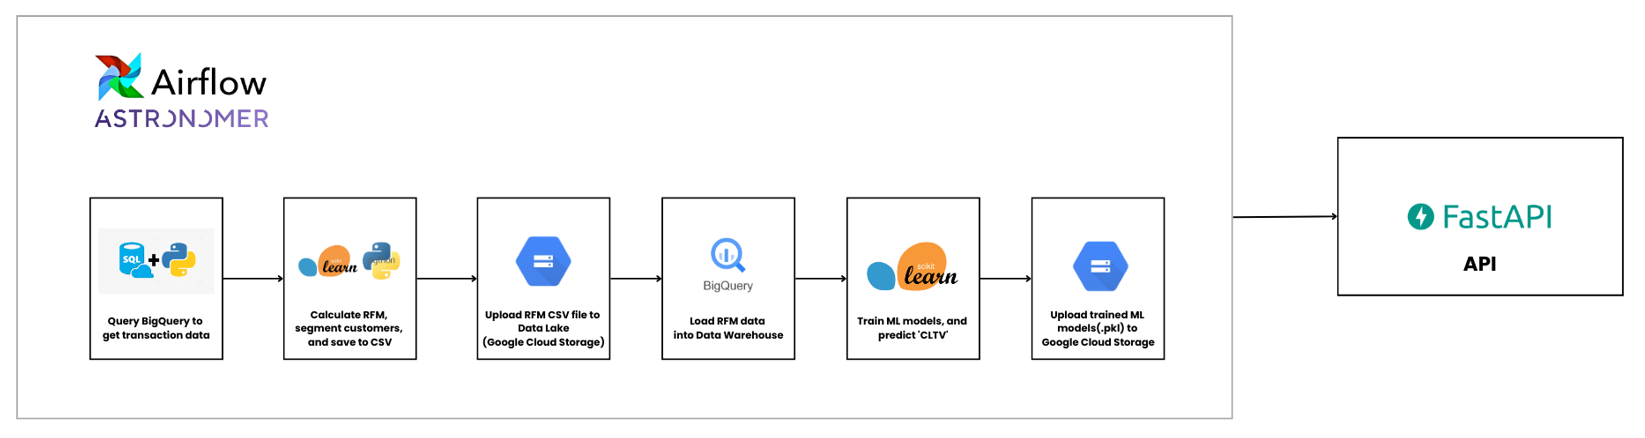 Airflow
ASTRONOMER
SQL
+
Query BigQuery to
get transaction data
scikit
learn
python
Calculate RFM,
segment customers,
and save to CSV
Upload RFM CSV file to
Data Lake
(Google Cloud Storage)
BigQuery
Load RFM data
into Data Warehouse
scikit
learn
Train ML models, and
predict 'CLTV'
Upload trained ML
models(.pkl) to
Google Cloud Storage
FastAPI
API